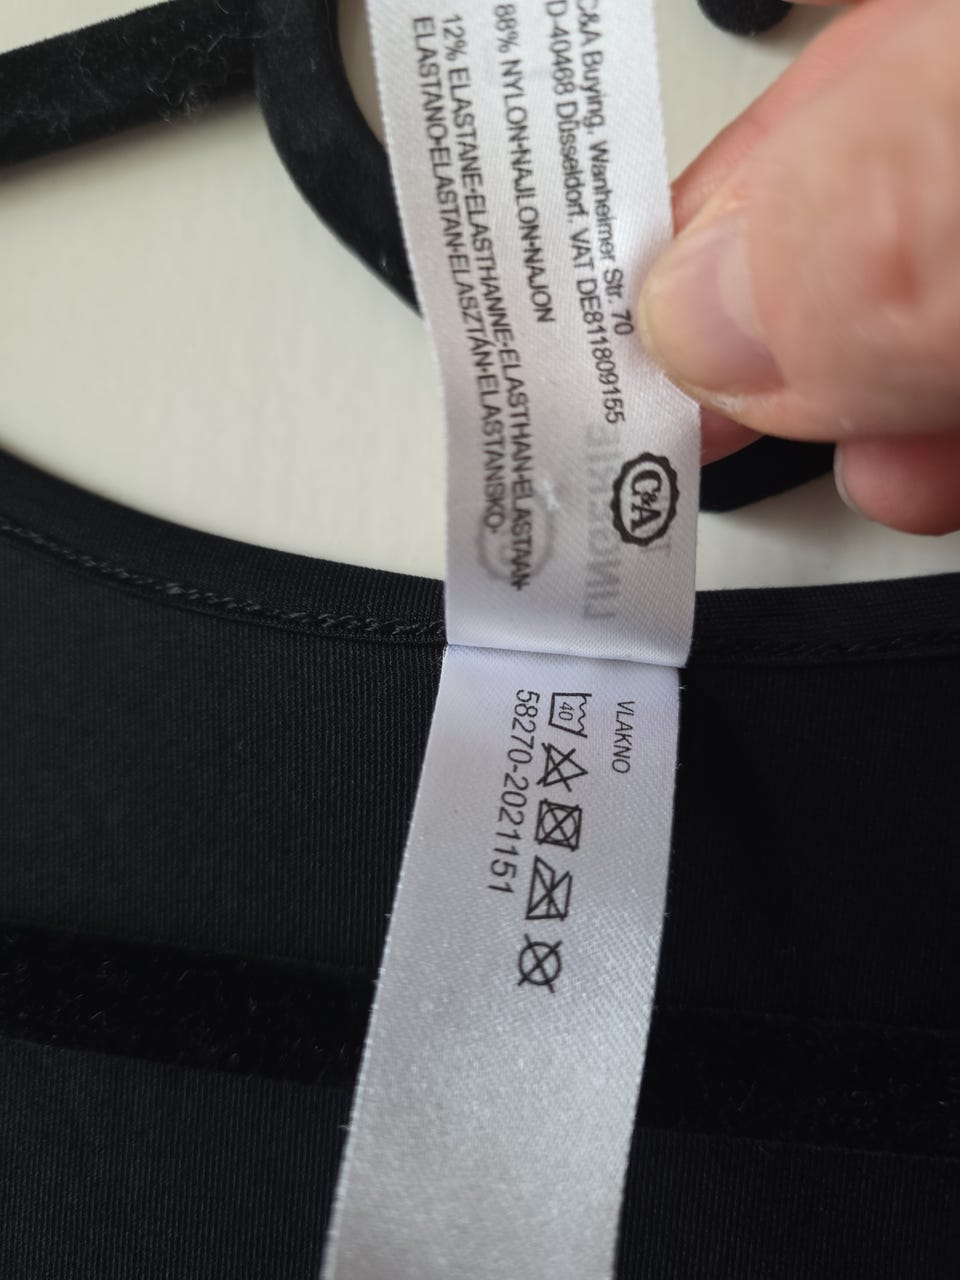 C&A Buying, Wanheimer Str. 70
D-40468 Düsseldorf. VAT DE811809155
88% NYLON•NAJLON•NAJON
12% ELASTANE•ELASTHANNE•ELASTHAN•ELASTAAN•
ELASTANO•ELASTAN•ELASZTÁN•ELASTANSKO•
C&A
VLAKNO
40
58270-2021151